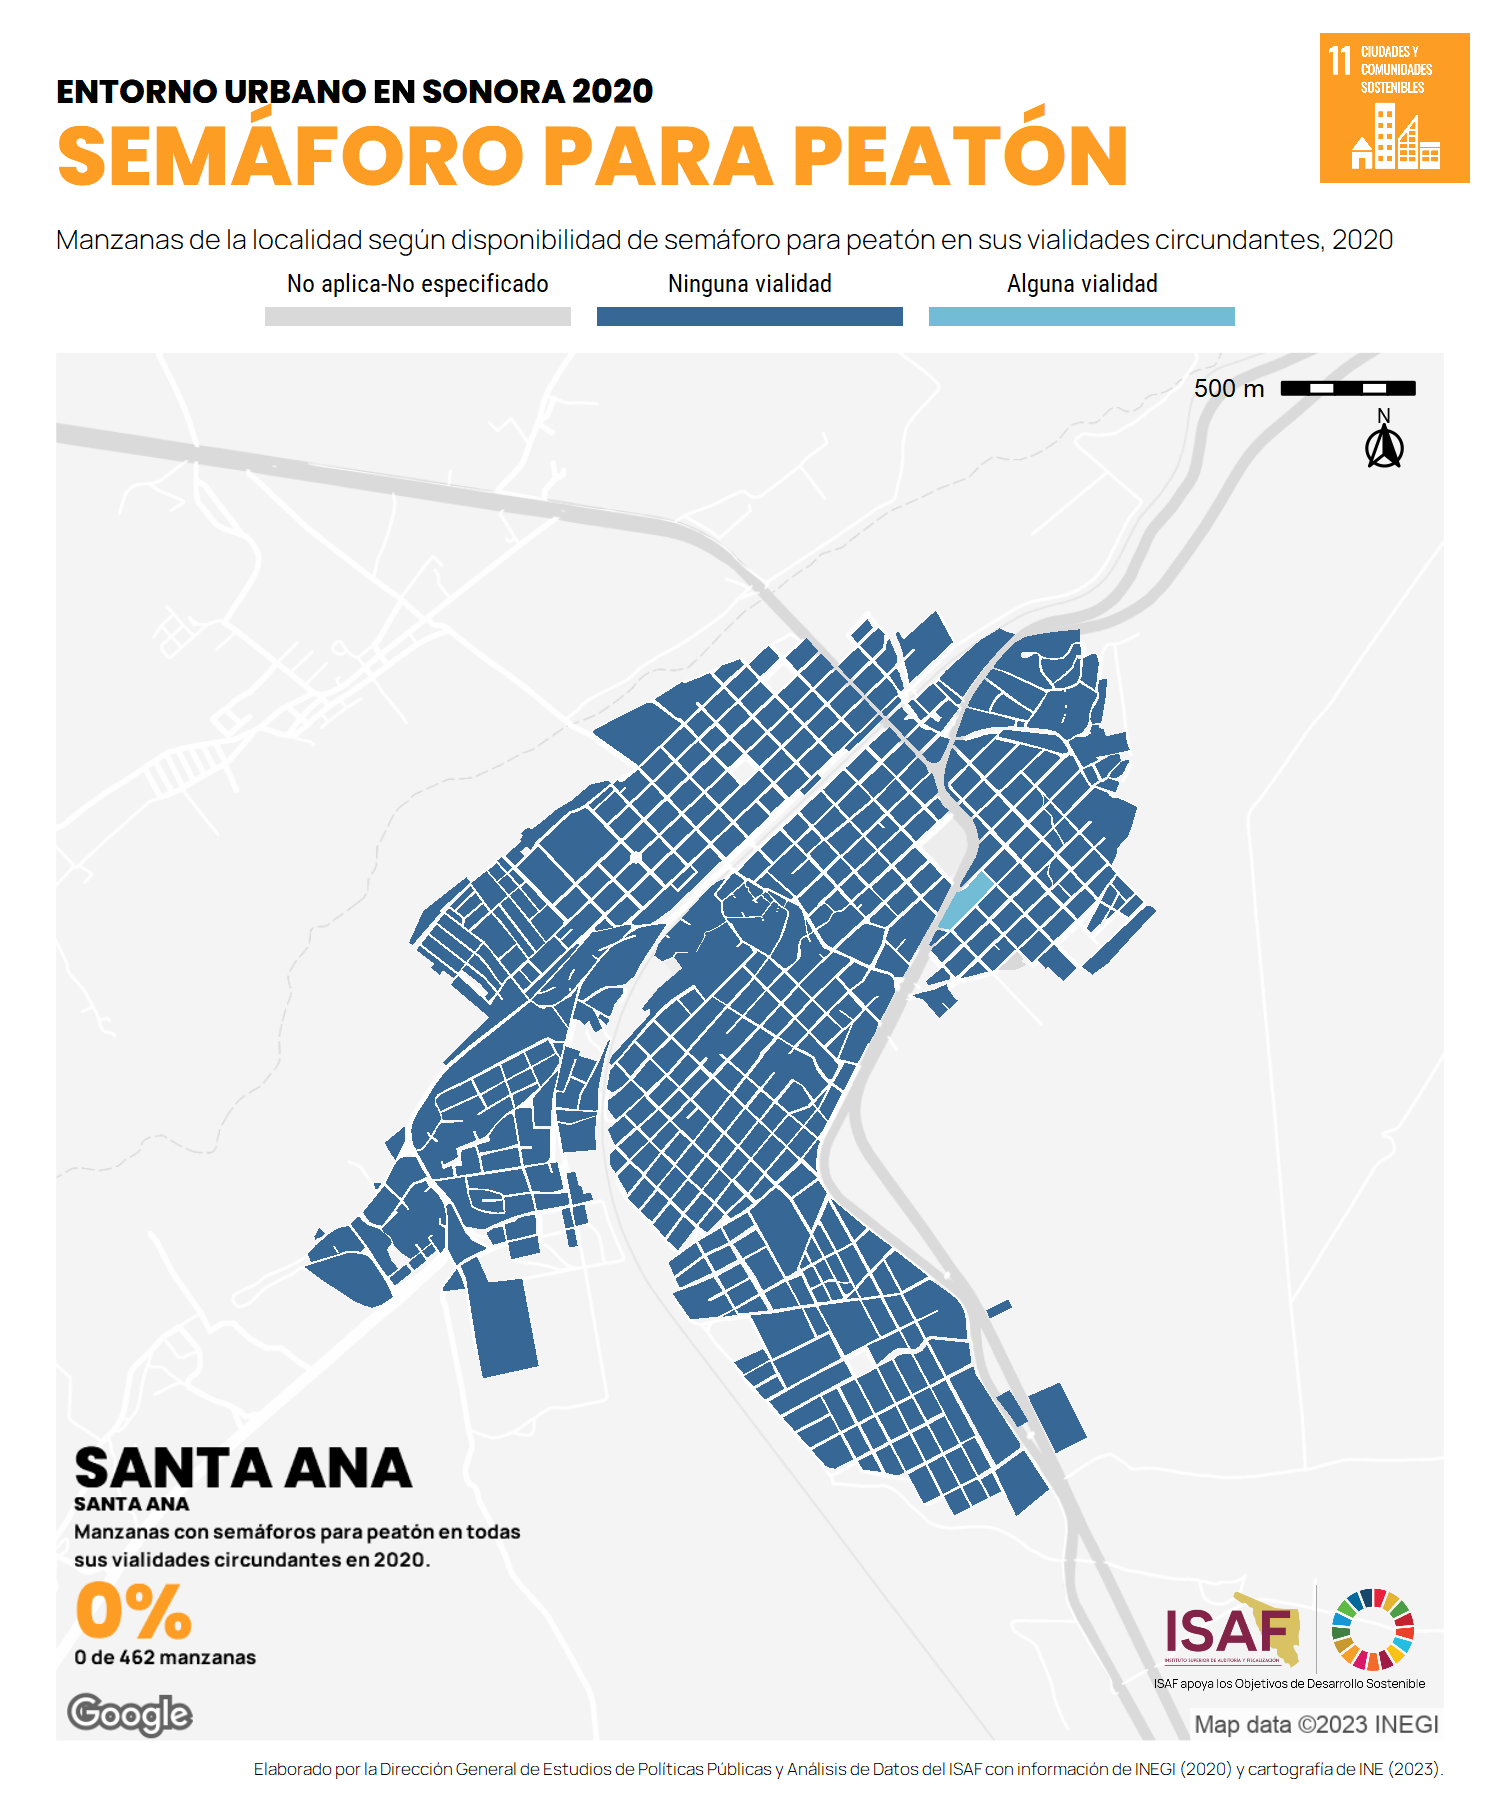 ENTORNO URBANO EN SONORA 2020
SEMÁFORO PARA PEATÓN
11 CIUDADES Y
COMUNIDADES
SOSTENIBLES
Manzanas de la localidad según disponibilidad de semáforo para peatón en sus vialidades circundantes, 2020
No aplica-No especificado
Ninguna vialidad
Alguna vialidad
500 m
N
SANTA ANA
SANTA ANA
Manzanas con semáforos para peatón en todas
sus vialidades circundantes en 2020.
0%
0 de 462 manzanas
Google
ISAF
INSTITUTO SUPERIOR DE AUDITORÍA Y FISCALIZACIÓN
ISAF apoya los Objetivos de Desarrollo Sostenible
Map data ©2023 INEGI
Elaborado por la Dirección General de Estudios de Políticas Públicas y Análisis de Datos del ISAF con información de INEGI (2020) y cartografía de INE (2023).